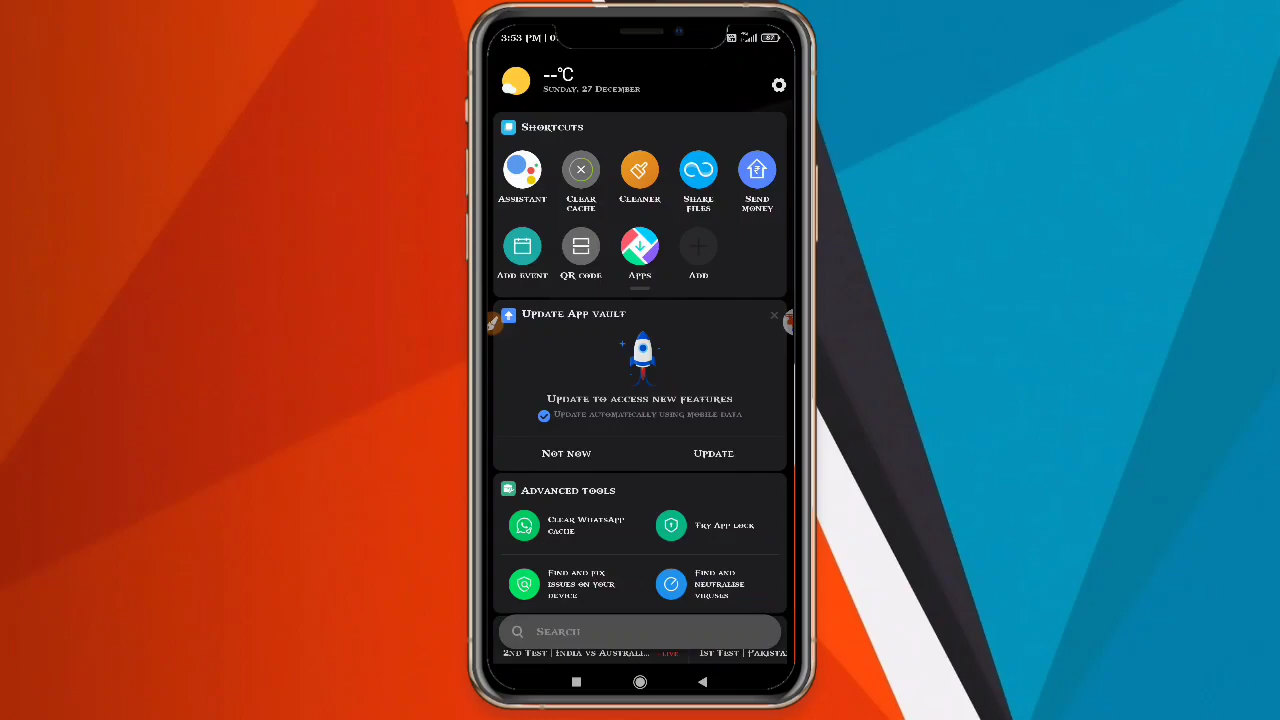 3:53 PM | 0.
87
--°C
Sunday, 27 December
Shortcuts
Assistant
Clear cache
Cleaner
Share files
Send money
Add event
QR code
Apps
Add
Update App vault
Update to access new features
Update automatically using mobile data
Not now
Update
Advanced tools
Clear WhatsApp
cache
Try App lock
Find and fix
issues on your
device
Find and
neutralise
viruses
Search
2nd Test | India vs Australi... LIVE
1st Test | Pakista